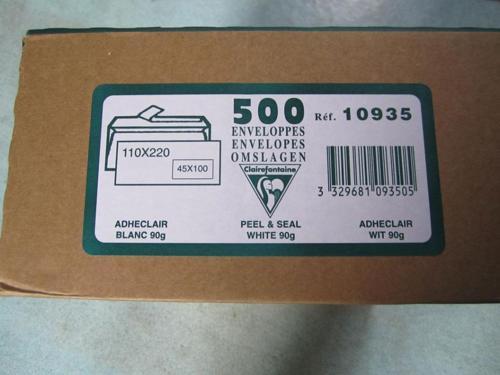 500
ENVELOPPES
ENVELOPES
OMSLAGEN
Réf. 10935
110X220
45X100
Clairefontaine
3 329681 093505
ADHECLAIR
BLANC 90g
PEEL & SEAL
WHITE 90g
ADHECLAIR
WIT 90g